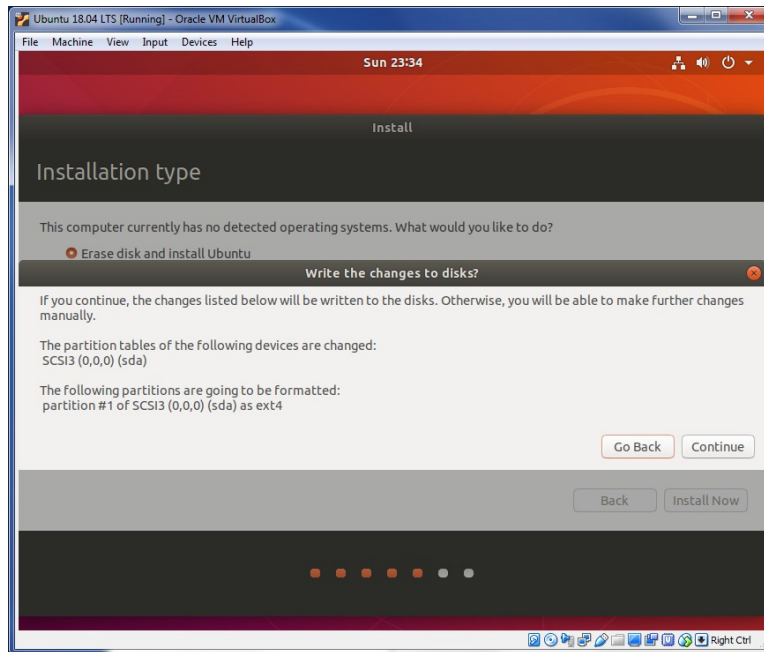 Ubuntu 18.04 LTS [Running] - Oracle VM VirtualBox
File Machine View Input Devices Help
Sun 23:34
Install
Installation type
This computer currently has no detected operating systems. What would you like to do?
Erase disk and install Ubuntu
Write the changes to disks?
If you continue, the changes listed below will be written to the disks. Otherwise, you will be able to make further changes
manually.
The partition tables of the following devices are changed:
SCSI3 (0,0,0) (sda)
The following partitions are going to be formatted:
partition #1 of SCSI3 (0,0,0) (sda) as ext4
Go Back Continue
Back Install Now
Right Ctrl